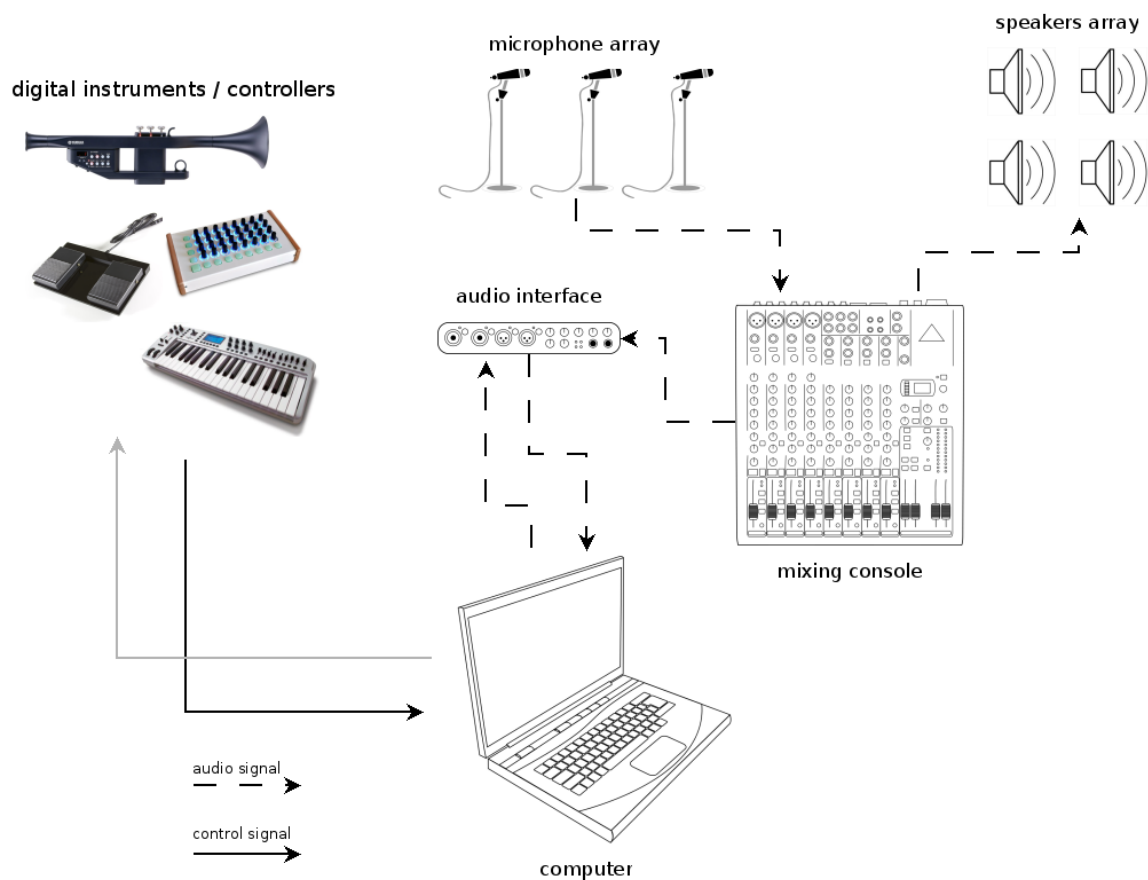 speakers array
microphone array
digital instruments / controllers
audio interface
mixing console
audio signal
control signal
computer